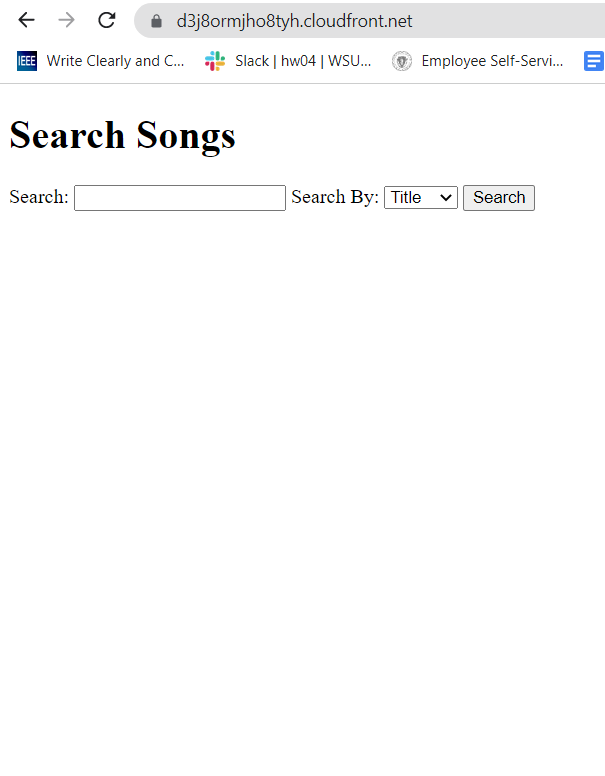 d3j8ormjho8tyh.cloudfront.net
IEEE Write Clearly and C... Slack | hw04 | WSU... Employee Self-Servi...
Search Songs
Search: Search By: Title Search